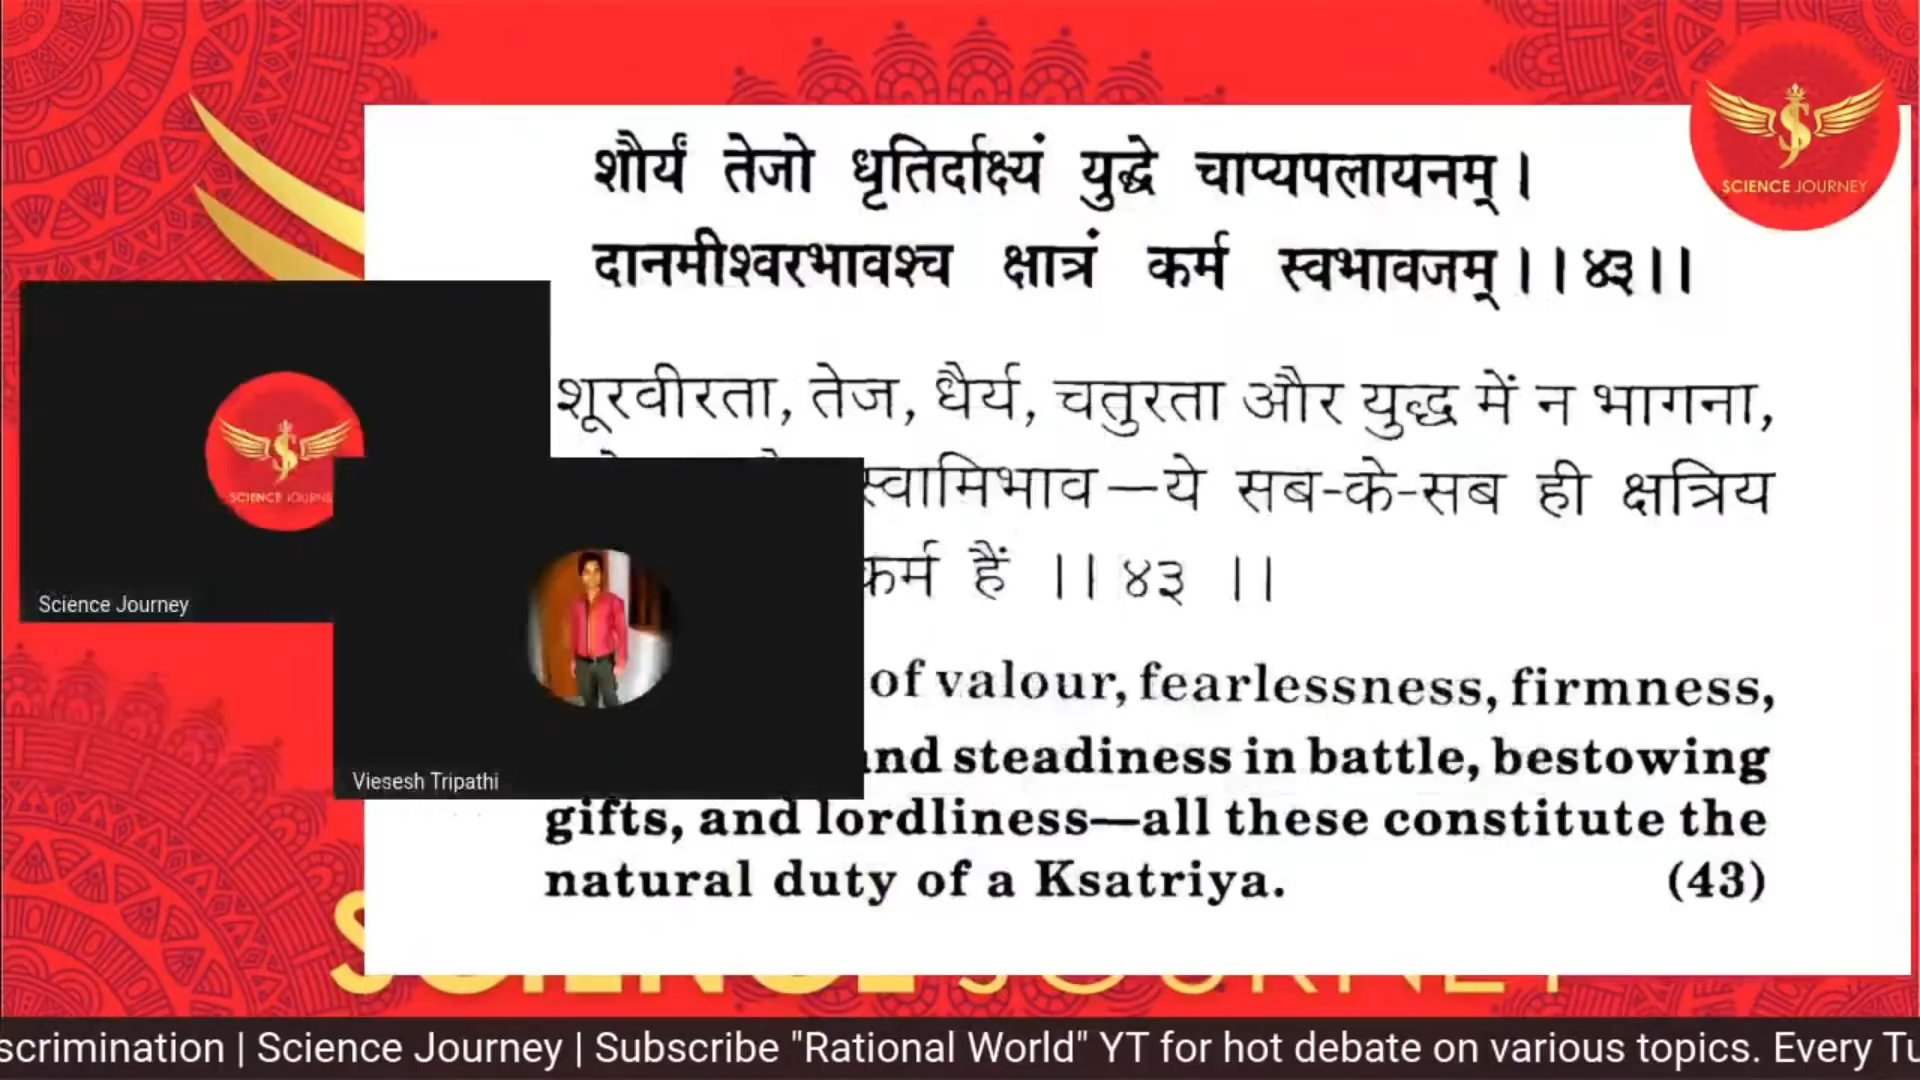 शौर्यं तेजो धृतिर्दाक्ष्यं युद्धे चाप्यपलायनम् ।
दानमीश्वरभावश्च क्षात्रं कर्म स्वभावजम् ।। ४३ ।।
SCIENCE JOURNEY
शूरवीरता, तेज, धैर्य, चतुरता और युद्ध में न भागना,
स्वामिभाव—ये सब-के-सब ही क्षत्रिय
कर्म हैं ।। ४३ ।।
Science Journey
of valour, fearlessness, firmness,
and steadiness in battle, bestowing
gifts, and lordliness—all these constitute the
natural duty of a Ksatriya. (43)
Viesesh Tripathi
scrimination | Science Journey | Subscribe "Rational World" YT for hot debate on various topics. Every Tu